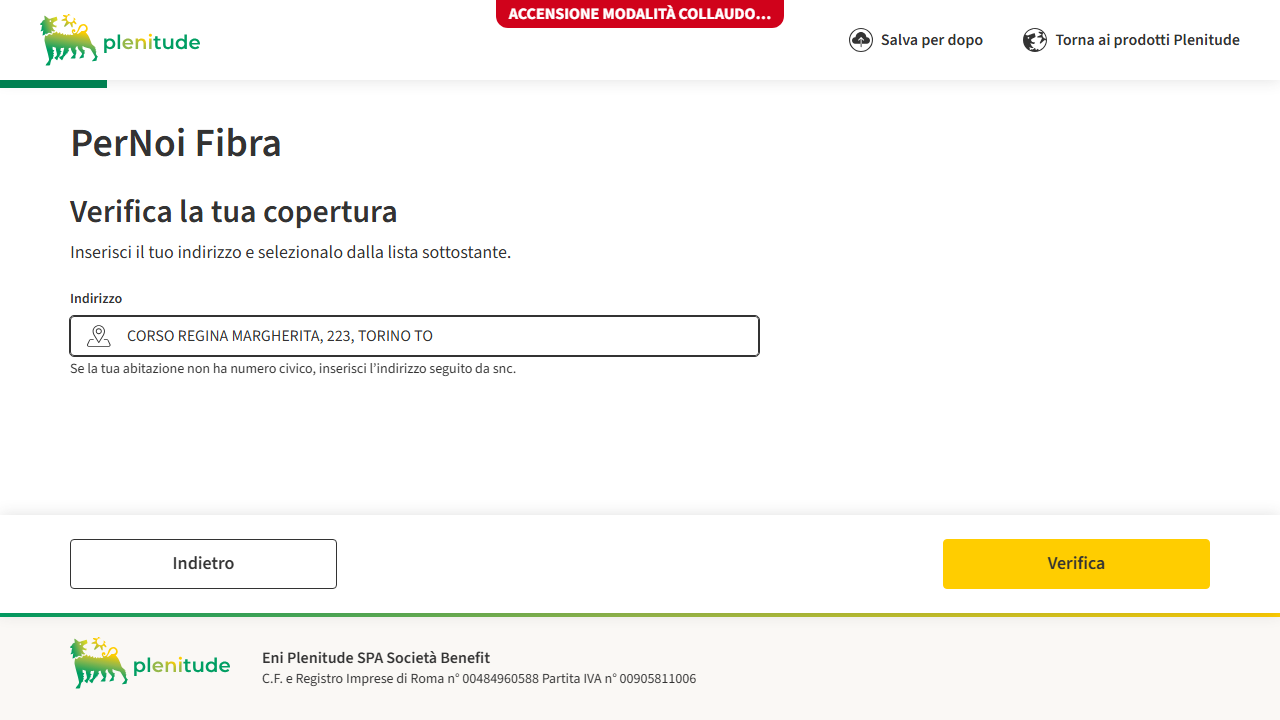 ACCENSIONE MODALITÀ COLLAUDO...
plenitude
Salva per dopo
Torna ai prodotti Plenitude
PerNoi Fibra
Verifica la tua copertura
Inserisci il tuo indirizzo e selezionalo dalla lista sottostante.
Indirizzo
CORSO REGINA MARGHERITA, 223, TORINO TO
Se la tua abitazione non ha numero civico, inserisci l’indirizzo seguito da snc.
Indietro
Verifica
plenitude
Eni Plenitude SPA Società Benefit
C.F. e Registro Imprese di Roma n° 00484960588 Partita IVA n° 00905811006